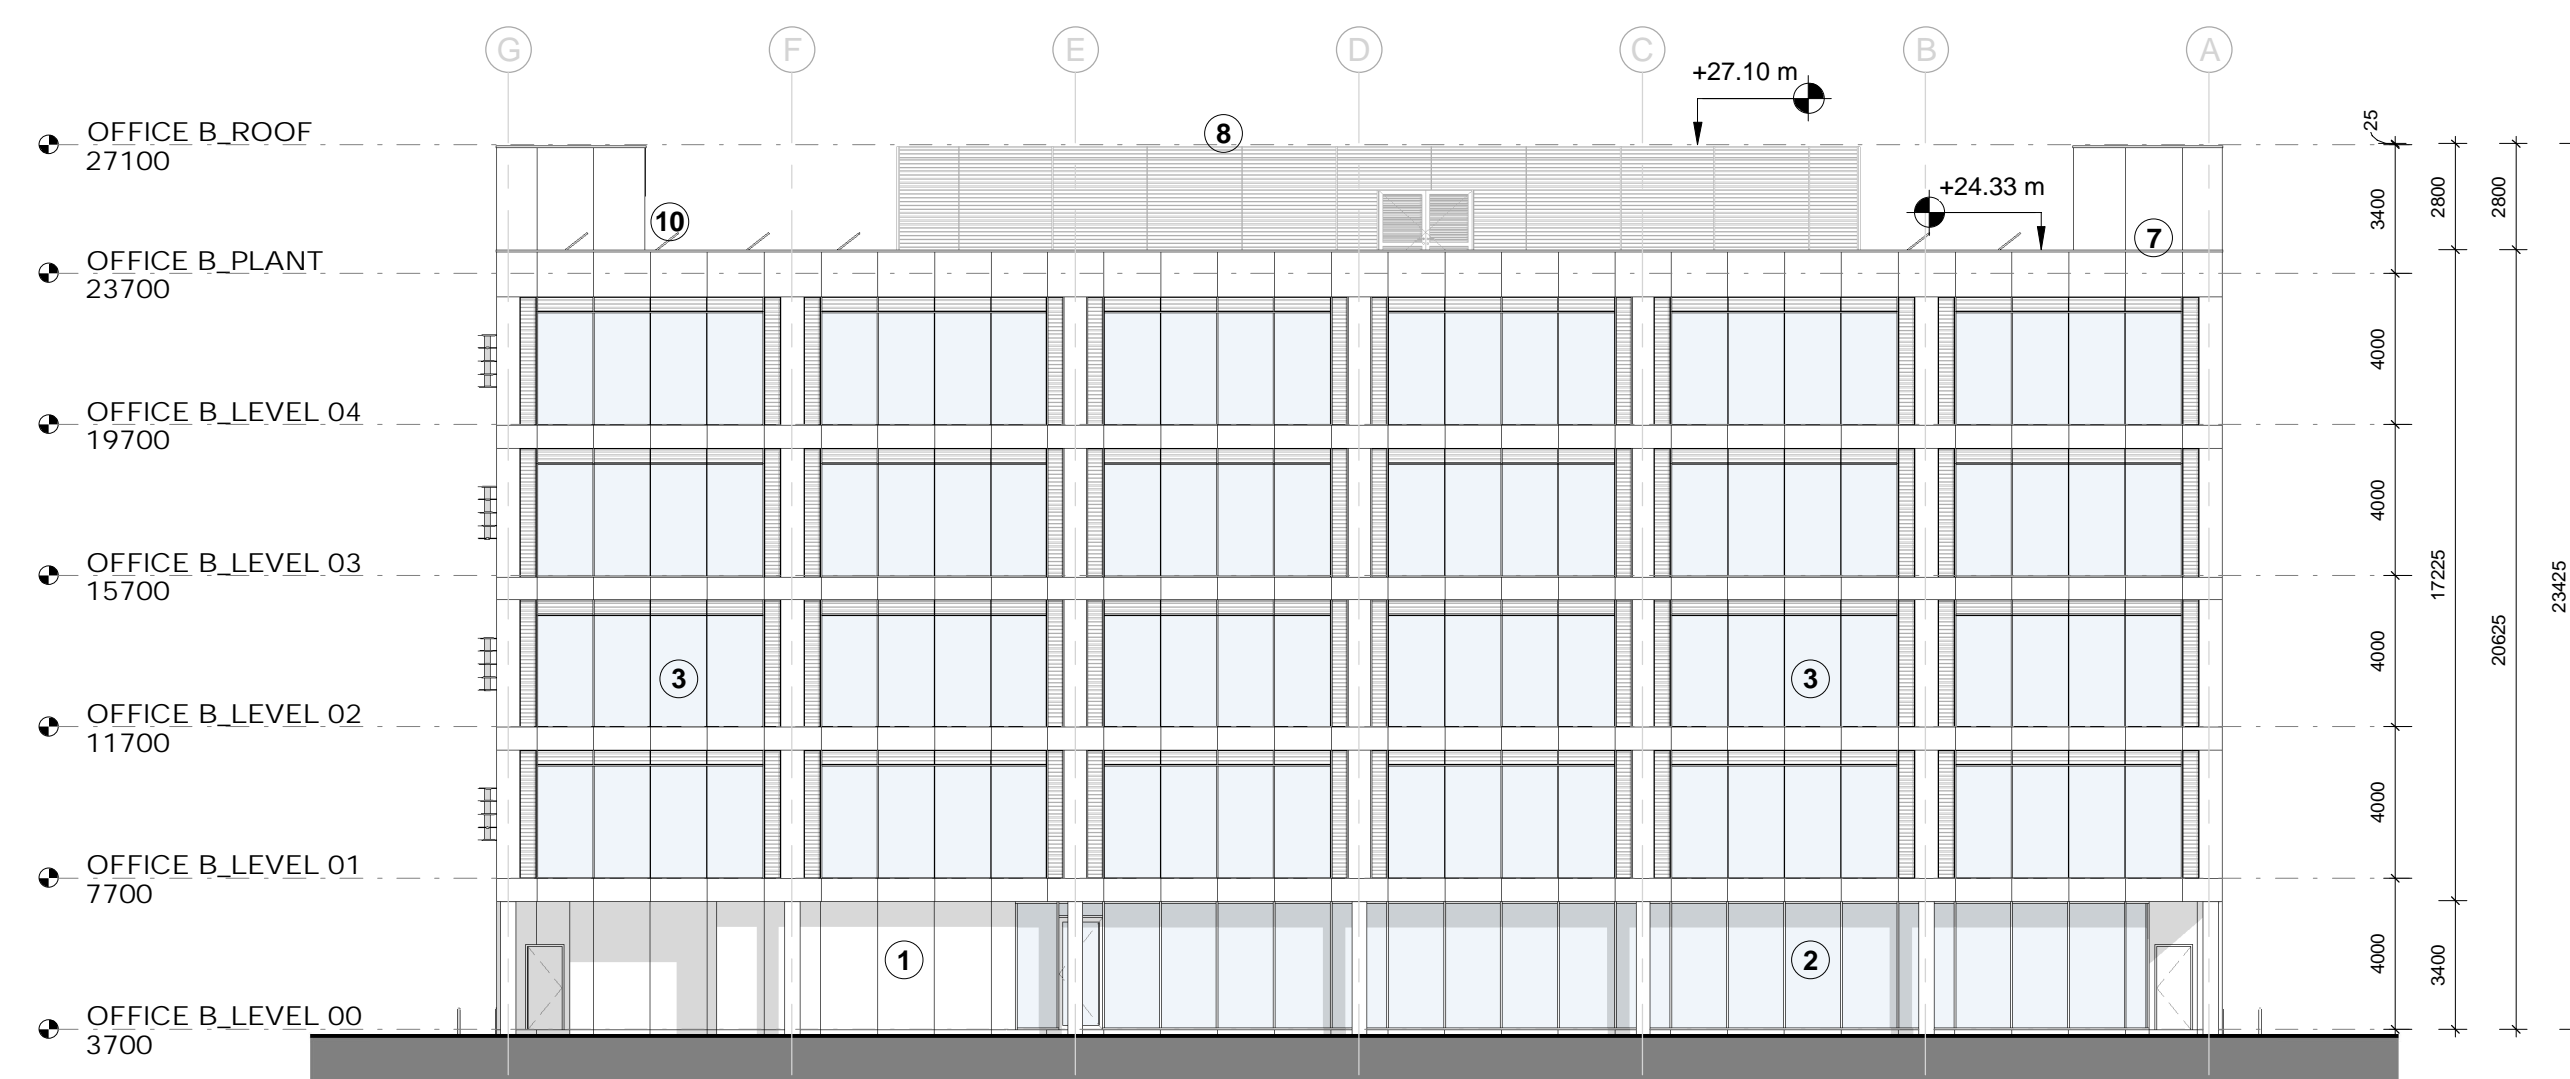 G F E D C B A
+27.10 m
OFFICE B_ROOF
27100
8
25
+24.33 m
3400
2800
2800
10
7
OFFICE B_PLANT
23700
4000
OFFICE B_LEVEL 04
19700
4000
OFFICE B_LEVEL 03
15700
17225
23425
4000
20625
3
3
OFFICE B_LEVEL 02
11700
4000
OFFICE B_LEVEL 01
7700
1
2
4000
3400
OFFICE B_LEVEL 00
3700